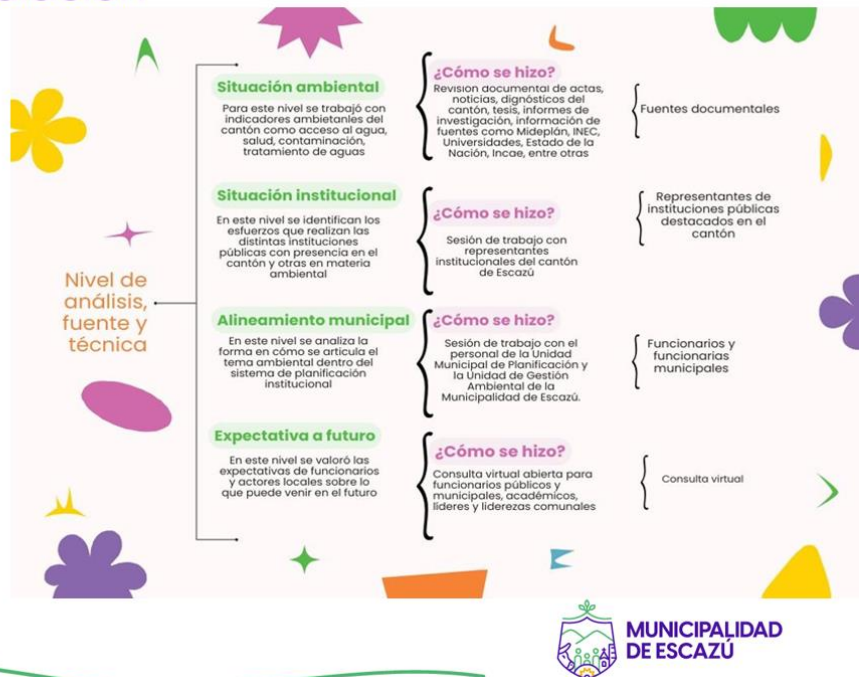 Nivel de
análisis,
fuente y
técnica
Situación ambiental
Para este nivel se trabajó con
indicadores ambietanles del
cantón como acceso al agua,
salud, contaminación,
tratamiento de aguas
¿Cómo se hizo?
Revisión documental de actas,
noticias, dignósticos del
cantón, tesis, informes de
investigación, información de
fuentes como Mideplán, INEC,
Universidades, Estado de la
Nación, Incae, entre otras
Fuentes documentales
Situación institucional
En este nivel se identifican los
esfuerzos que realizan las
distintas instituciones
públicas con presencia en el
cantón y otras en materia
ambiental
¿Cómo se hizo?
Sesión de trabajo con
representantes
institucionales del cantón
de Escazú
Representantes de
instituciones públicas
destacados en el
cantón
Alineamiento municipal
En este nivel se analiza la
forma en cómo se articula el
tema ambiental dentro del
sistema de planificación
institucional
¿Cómo se hizo?
Sesión de trabajo con el
personal de la Unidad
Municipal de Planificación y
la Unidad de Gestión
Ambiental de la
Municipalidad de Escazú.
Funcionarios y
funcionarias
municipales
Expectativa a futuro
En este nivel se valoró las
expectativas de funcionarios
y actores locales sobre lo
que puede venir en el futuro
¿Cómo se hizo?
Consulta virtual abierta para
funcionarios públicos y
municipales, académicos,
líderes y liderezas comunales
Consulta virtual
MUNICIPALIDAD
DE ESCAZÚ